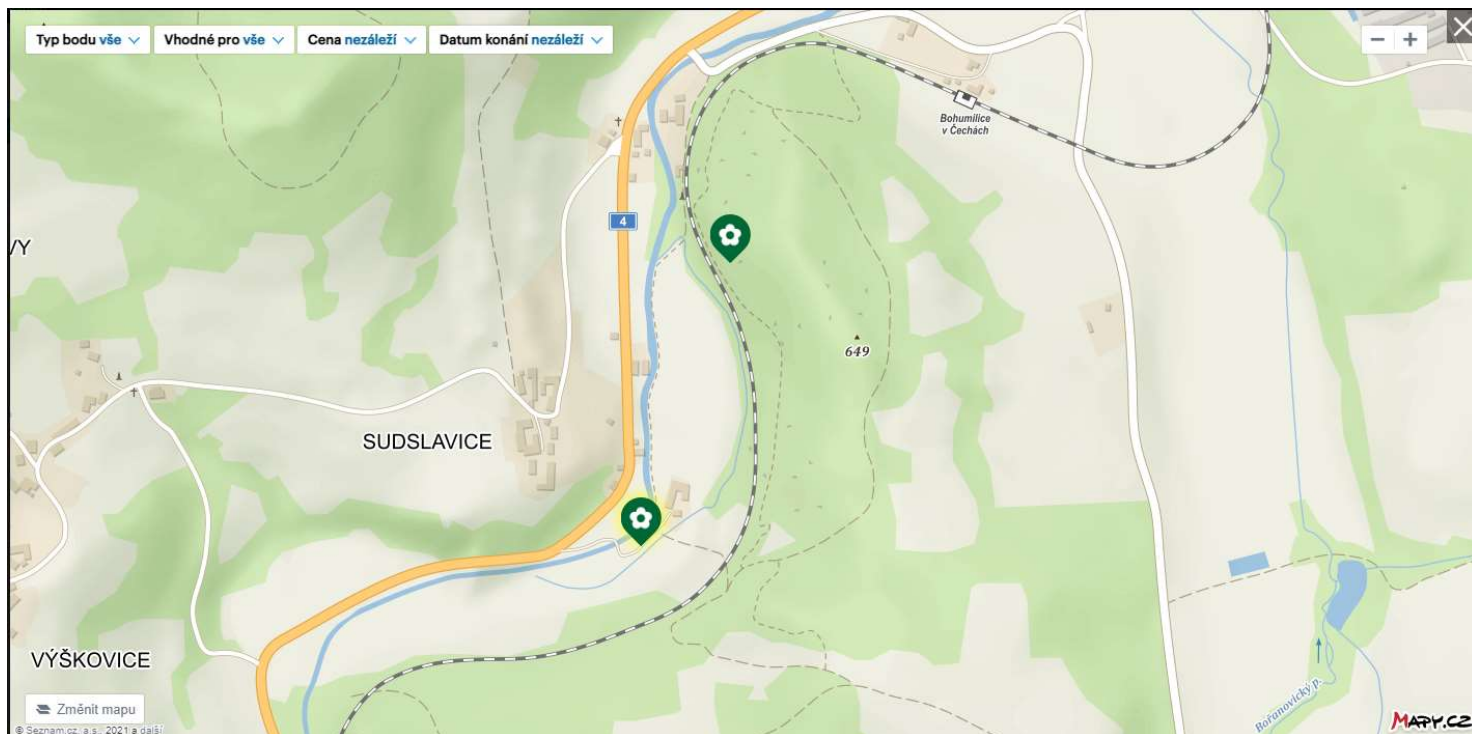 Typ bodu vše
Vhodné pro vše
Cena nezáleží
Datum konání nezáleží
− +
Bohumilice
v Čechách
4
VY
649
SUDSLAVICE
VÝŠKOVICE
Bořanovický p.
Změnit mapu
© Seznam.cz, a.s., 2021 a další
MAPY.CZ